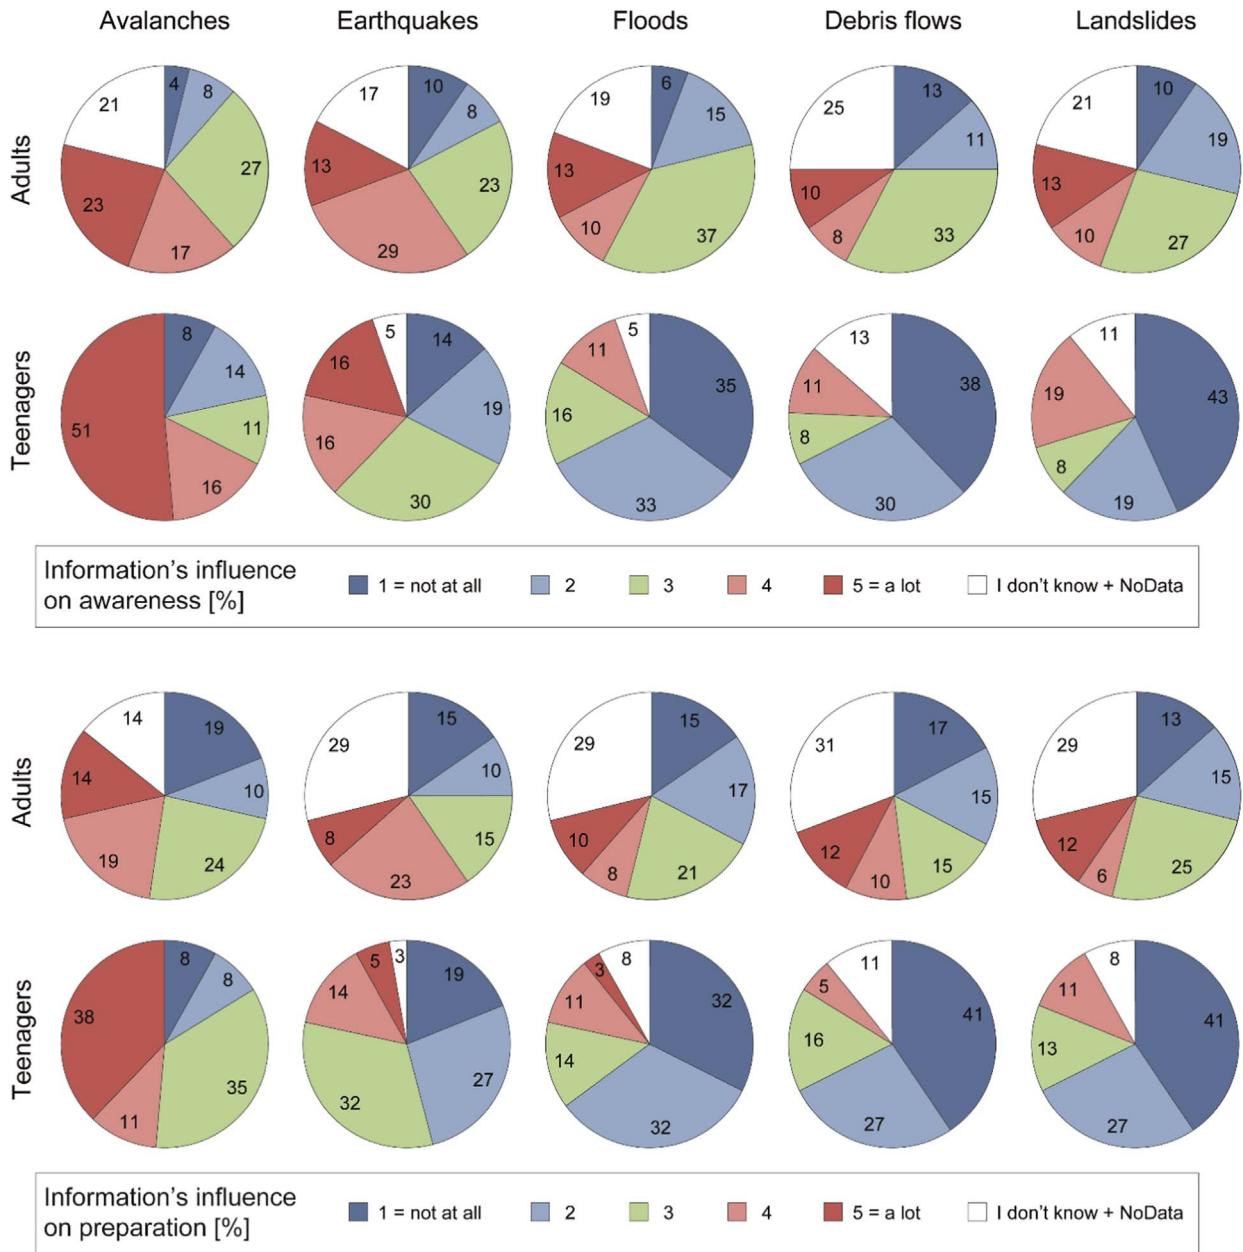 Avalanches Earthquakes Floods Debris flows Landslides
Adults
4 8 27 17 23 21
10 8 23 29 13 17
6 15 37 10 13 19
13 11 33 8 10 25
10 19 27 10 13 21
Teenagers
8 14 11 16 51
14 19 30 16 16 5
35 33 16 11 5
38 30 8 11 13
43 19 8 19 11
Information's influence
on awareness [%]
1 = not at all 2 3 4 5 = a lot I don't know + NoData
Adults
19 10 24 19 14 14
15 10 15 23 8 29
15 17 21 8 10 29
17 15 15 10 12 31
13 15 25 6 12 29
Teenagers
8 8 35 11 38
19 27 32 14 5 3
32 32 14 11 3 8
41 27 16 5 11
41 27 13 11 8
Information's influence
on preparation [%]
1 = not at all 2 3 4 5 = a lot I don't know + NoData